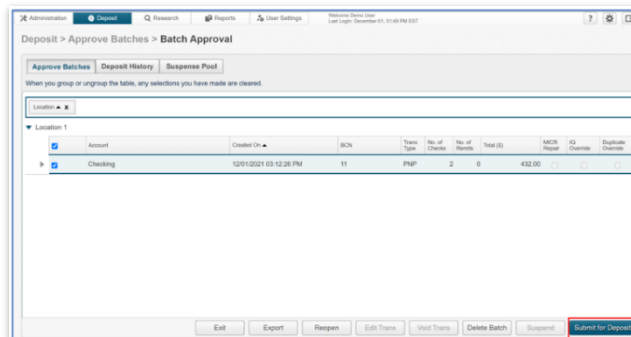 Administration Deposit Research Reports User Settings Welcome Demo User
Last Login: December 01, 01:49 PM EST
?
Deposit > Approve Batches > Batch Approval
Approve Batches Deposit History Suspense Pool
When you group or ungroup the table, any selections you have made are cleared.
Location ▲ X
Location 1
Account Created On ▲ BCN Trans Type No. of Checks No. of Remits Total ($) MICR Repair IQ Override Duplicate Override
Checking 12/01/2021 03:12:26 PM 11 PNP 2 0 432.00
Exit Export Reopen Edit Trans Void Trans Delete Batch Suspend Submit for Deposit